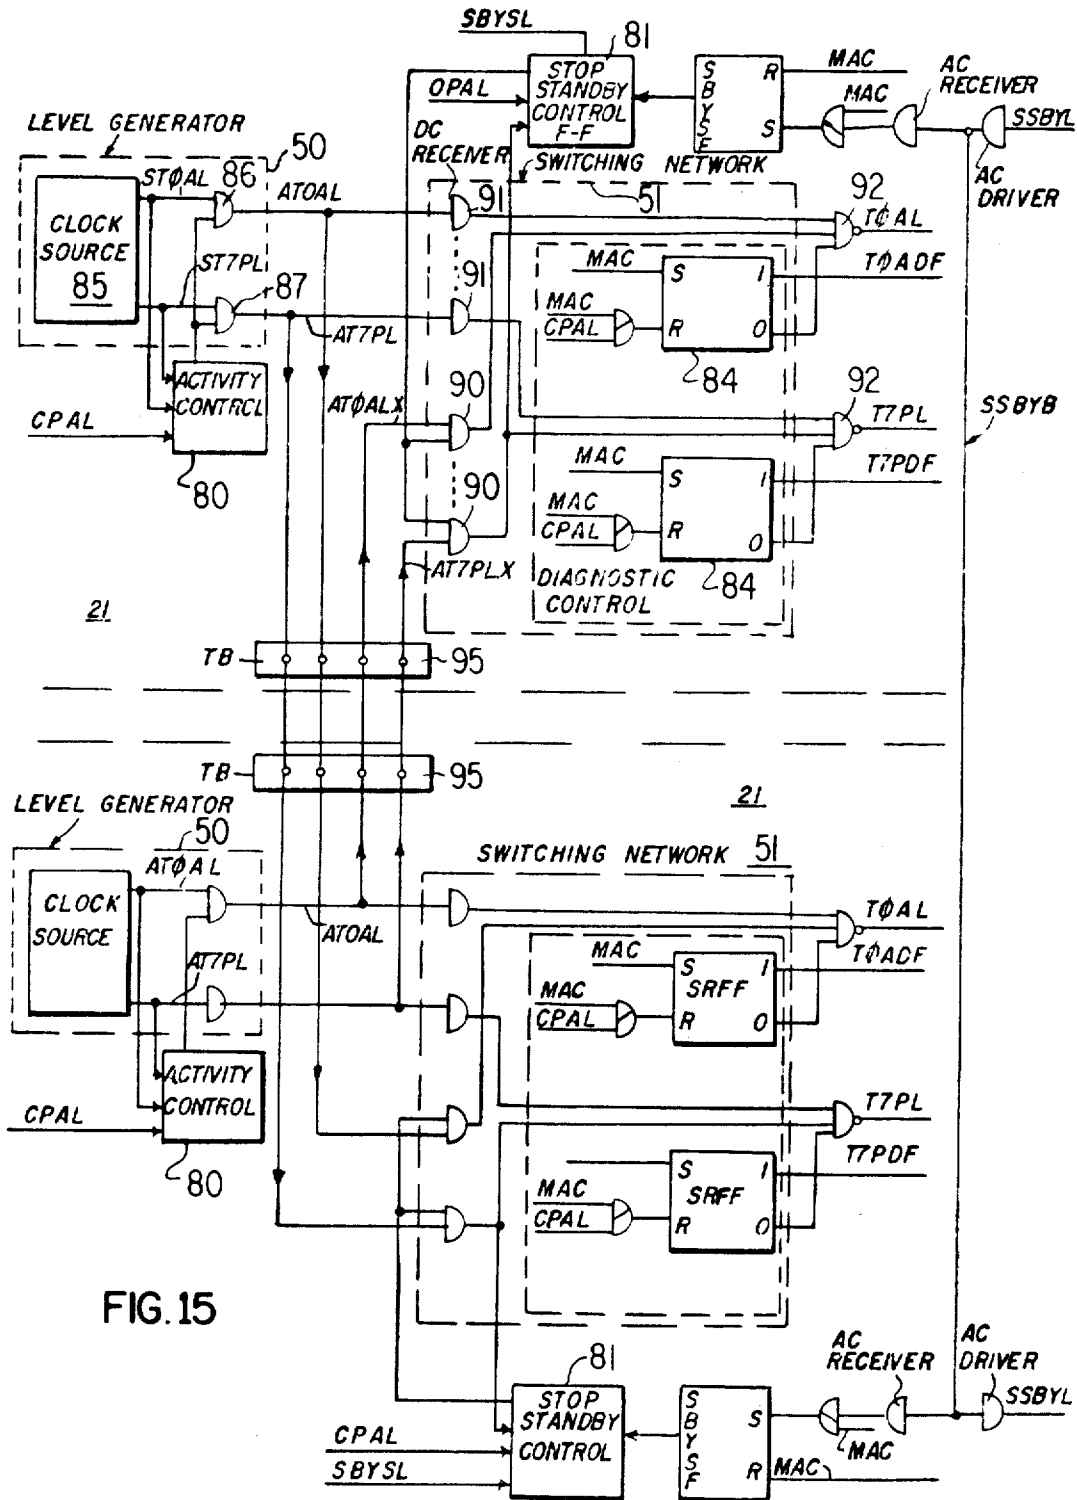 SBYSL
81
STOP
STANDBY
CONTROL
F-F
OPAL
S
B
Y
S
F
R
S
MAC
MAC
AC
RECEIVER
SSBYL
AC
DRIVER
LEVEL GENERATOR
50
DC
RECEIVER
SWITCHING NETWORK
51
CLOCK
SOURCE
85
STØAL
86
ATOAL
91
92
TØAL
ST7PL
87
AT7PL
91
MAC
S
1
TØADF
MAC
CPAL
R
0
84
ACTIVITY
CONTROL
CPAL
80
ATØALX
90
92
T7PL
SSBYB
MAC
S
1
T7PDF
90
MAC
CPAL
R
0
84
AT7PLX
DIAGNOSTIC
CONTROL
21
TB
95
TB
95
21
LEVEL GENERATOR
50
SWITCHING NETWORK 51
CLOCK
SOURCE
ATØAL
ATOAL
TØAL
AT7PL
MAC
S
1
SRFF
TØADF
MAC
CPAL
R
0
ACTIVITY
CONTROL
CPAL
80
T7PL
S
1
SRFF
T7PDF
MAC
CPAL
R
0
FIG. 15
81
STOP
STANDBY
CONTROL
CPAL
SBYSL
S
B
Y
S
F
S
R
MAC
MAC
AC
RECEIVER
AC
DRIVER
SSBYL